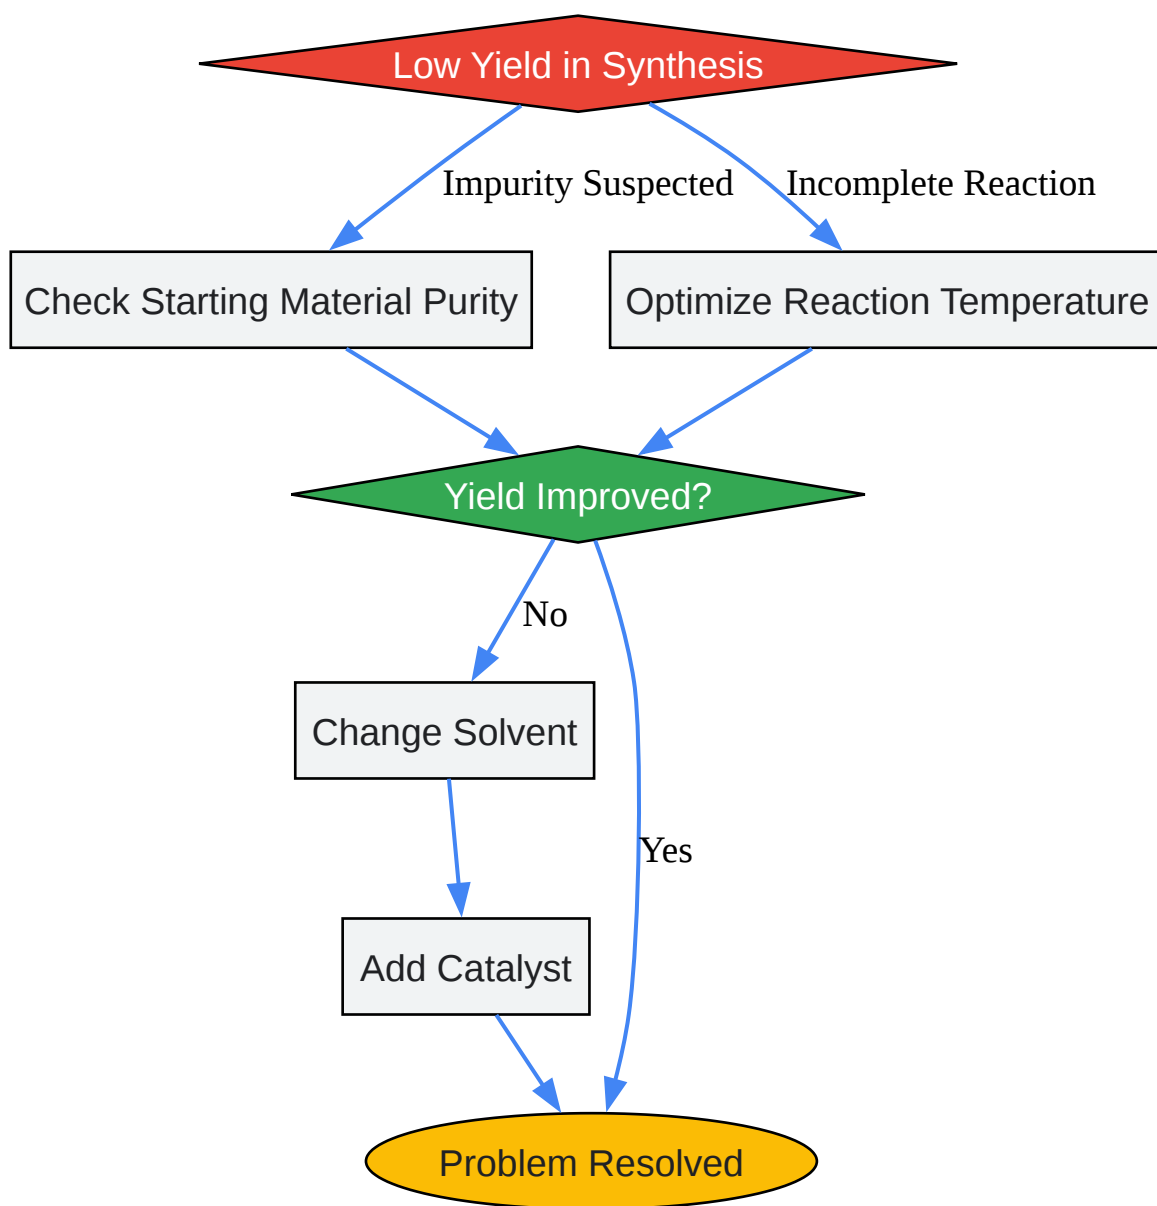 Low Yield in Synthesis
Impurity Suspected
Incomplete Reaction
Check Starting Material Purity
Optimize Reaction Temperature
Yield Improved?
No
Change Solvent
Yes
Add Catalyst
Problem Resolved